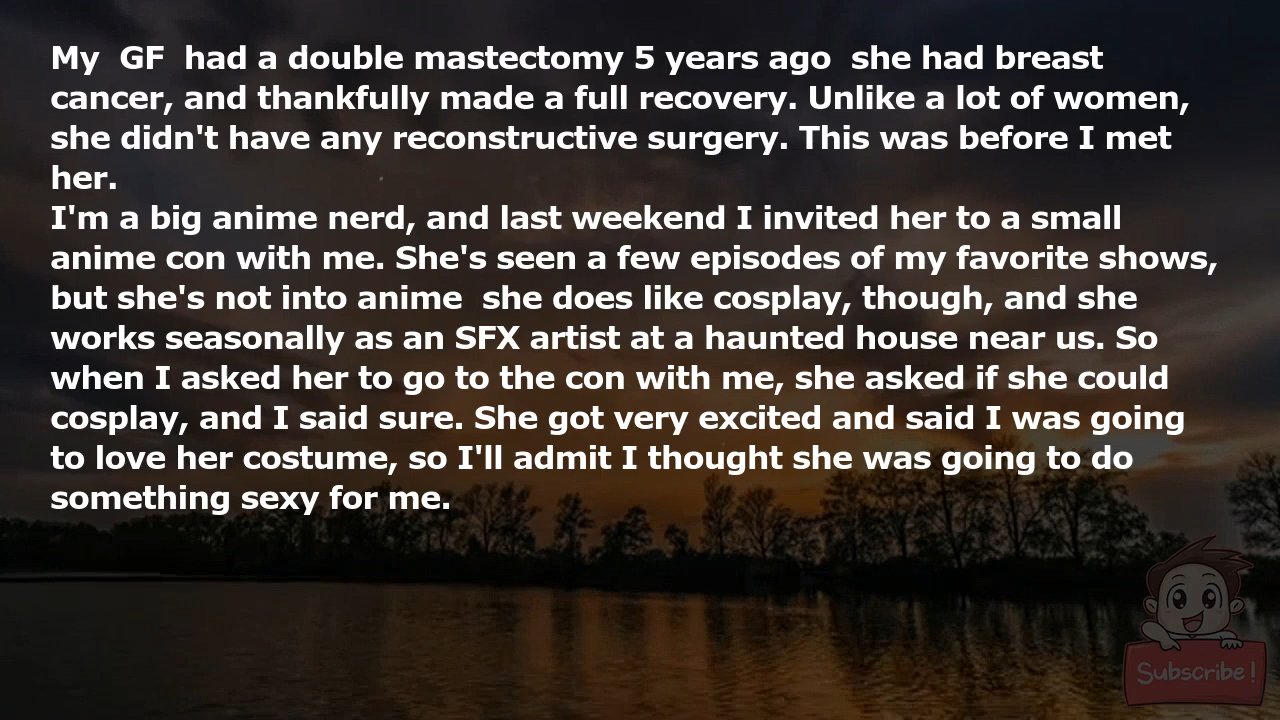 My  GF  had a double mastectomy 5 years ago  she had breast
cancer, and thankfully made a full recovery. Unlike a lot of women,
she didn't have any reconstructive surgery. This was before I met
her.
I'm a big anime nerd, and last weekend I invited her to a small
anime con with me. She's seen a few episodes of my favorite shows,
but she's not into anime  she does like cosplay, though, and she
works seasonally as an SFX artist at a haunted house near us. So
when I asked her to go to the con with me, she asked if she could
cosplay, and I said sure. She got very excited and said I was going
to love her costume, so I'll admit I thought she was going to do
something sexy for me.
Subscribe!